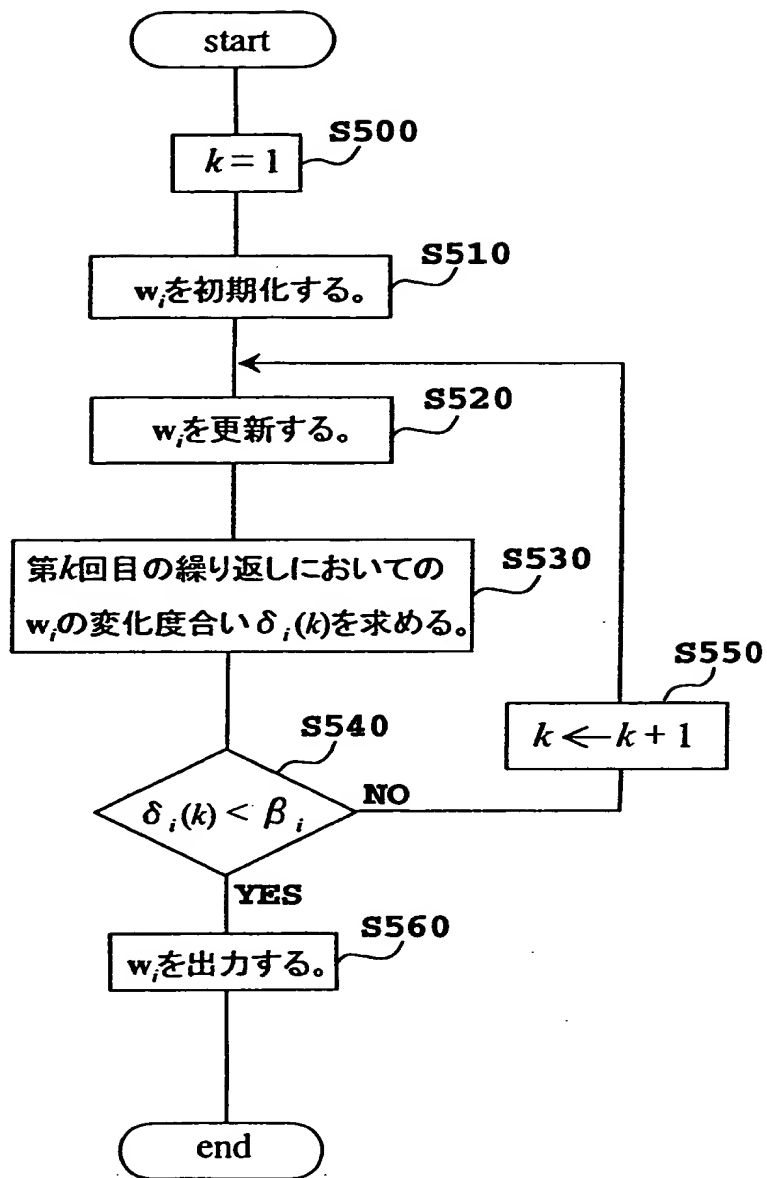 start
S500
k = 1
S510
wᵢを初期化する。
S520
wᵢを更新する。
S530
第k回目の繰り返しにおいての
wᵢの変化度合いδᵢ(k)を求める。
S550
k ← k + 1
S540
δᵢ(k) < βᵢ
NO
YES
S560
wᵢを出力する。
end